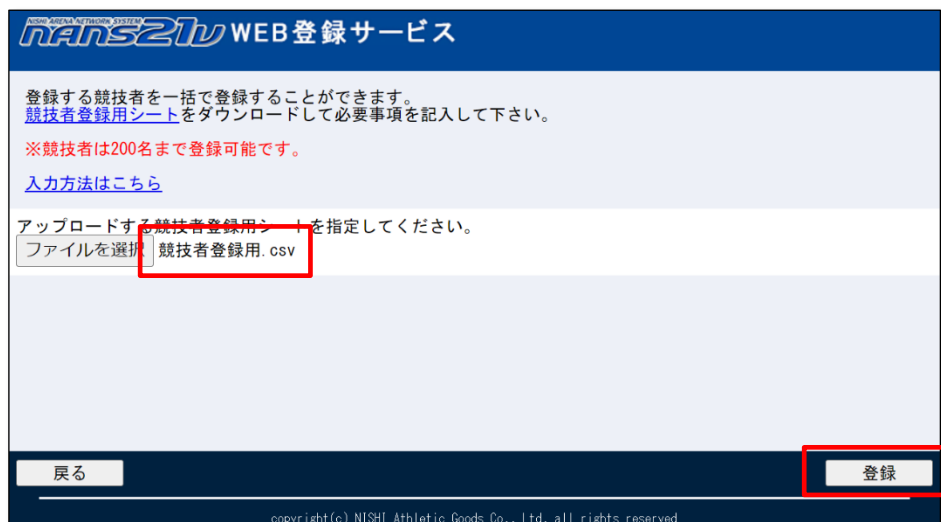 NISHI ARENA NETWORK SYSTEM
nans21v WEB登録サービス
登録する競技者を一括で登録することができます。
競技者登録用シートをダウンロードして必要事項を記入して下さい。
※競技者は200名まで登録可能です。
入力方法はこちら
アップロードする競技者登録用シートを指定してください。
ファイルを選択 競技者登録用.csv
戻る 登録
copyright(c) NISHI Athletic Goods Co., Ltd. all rights reserved